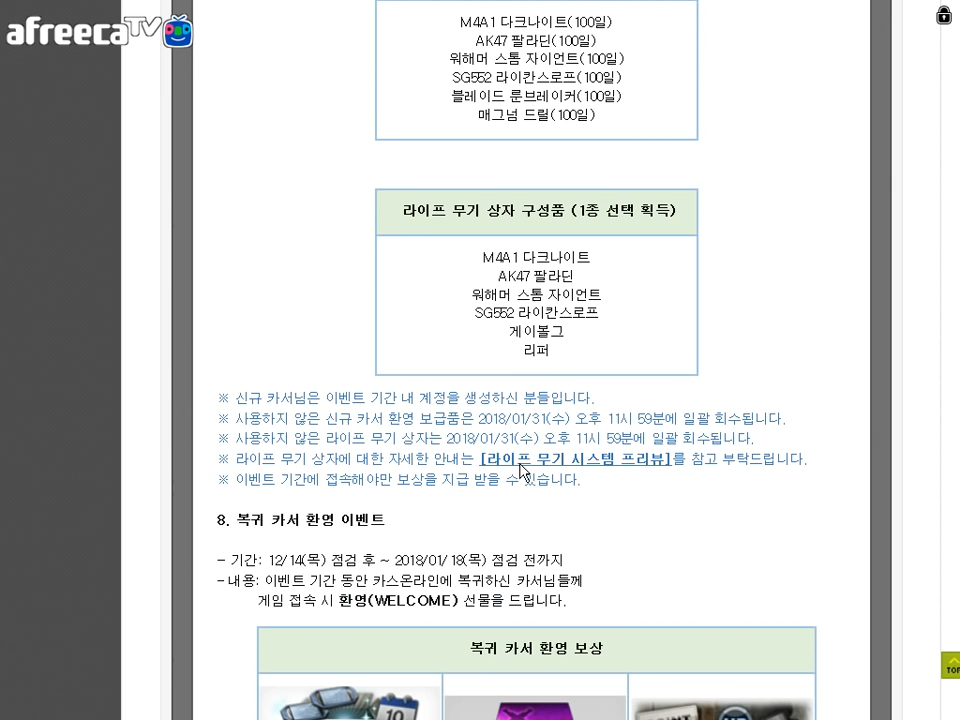 afreecaTV
M4A1 다크나이트(100일)
AK47 팔라딘(100일)
워해머 스톰 자이언트(100일)
SG552 라이칸스로프(100일)
블레이드 룬브레이커(100일)
매그넘 드릴(100일)
라이프 무기 상자 구성품 (1종 선택 획득)
M4A1 다크나이트
AK47 팔라딘
워해머 스톰 자이언트
SG552 라이칸스로프
게이볼그
리퍼
※ 신규 카서님은 이벤트 기간 내 계정을 생성하신 분들입니다.
※ 사용하지 않은 신규 카서 환영 보급품은 2018/01/31(수) 오후 11시 59분에 일괄 회수됩니다.
※ 사용하지 않은 라이프 무기 상자는 2018/01/31(수) 오후 11시 59분에 일괄 회수됩니다.
※ 라이프 무기 상자에 대한 자세한 안내는 [라이프 무기 시스템 프리뷰]를 참고 부탁드립니다.
※ 이벤트 기간에 접속해야만 보상을 지급 받을 수 있습니다.
8. 복귀 카서 환영 이벤트
- 기간: 12/14(목) 점검 후 ~ 2018/01/18(목) 점검 전까지
- 내용: 이벤트 기간 동안 카스온라인에 복귀하신 카서님들께
게임 접속 시 환영(WELCOME) 선물을 드립니다.
TOP
복귀 카서 환영 보상
10